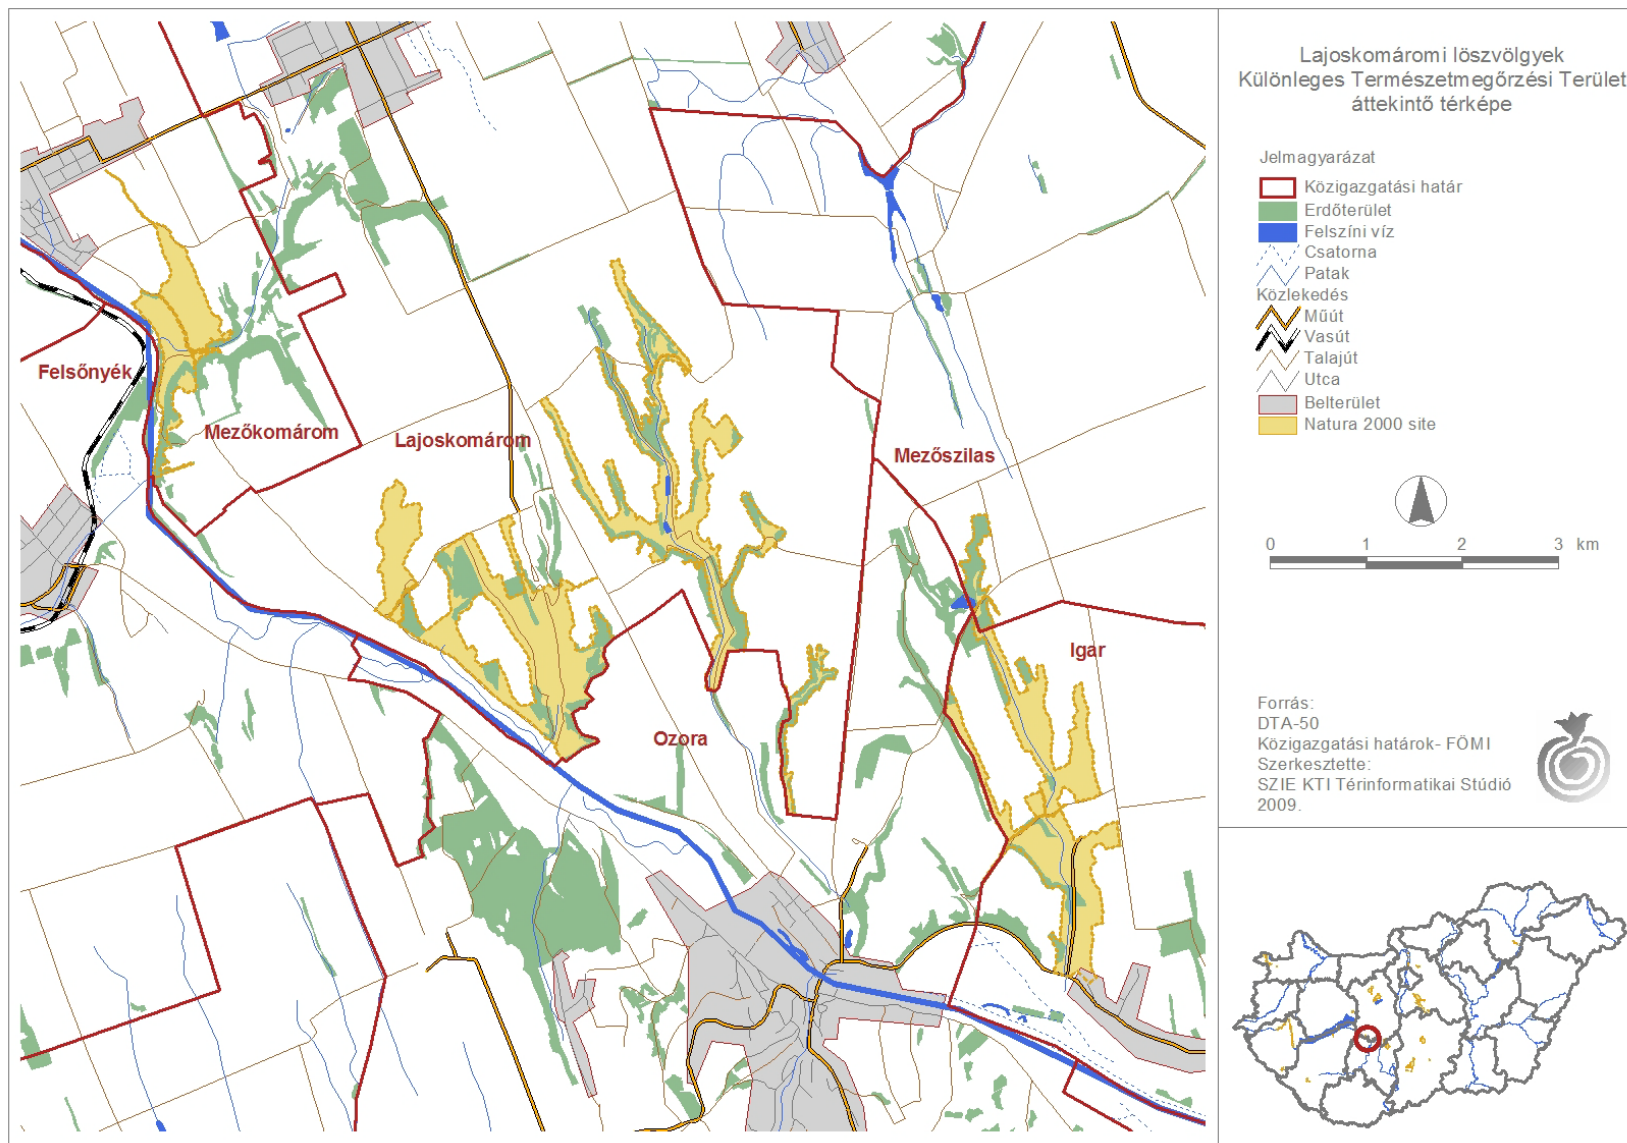 Lajoskomáromi löszvölgyek
Különleges Természetmegőrzési Terület
áttekintő térképe
Jelmagyarázat
Közigazgatási határ
Erdőterület
Felszíni víz
Csatorna
Patak
Közlekedés
Műút
Vasút
Talajút
Utca
Belterület
Natura 2000 site
0 1 2 3 km
Forrás:
DTA-50
Közigazgatási határok- FÖMI
Szerkesztette:
SZIE KTI Térinformatikai Stúdió
2009.
Felsőnyék
Mezőkomárom
Lajoskomárom
Mezőszilas
Igar
Ozora